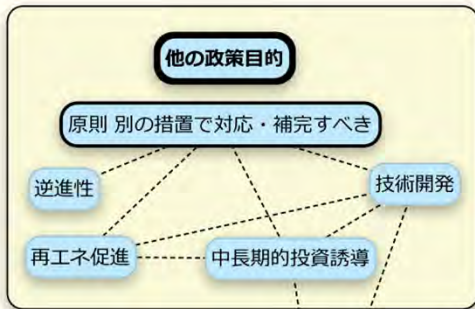 他の政策目的
原則 別の措置で対応・補完すべき
逆進性
技術開発
再エネ促進
中長期的投資誘導